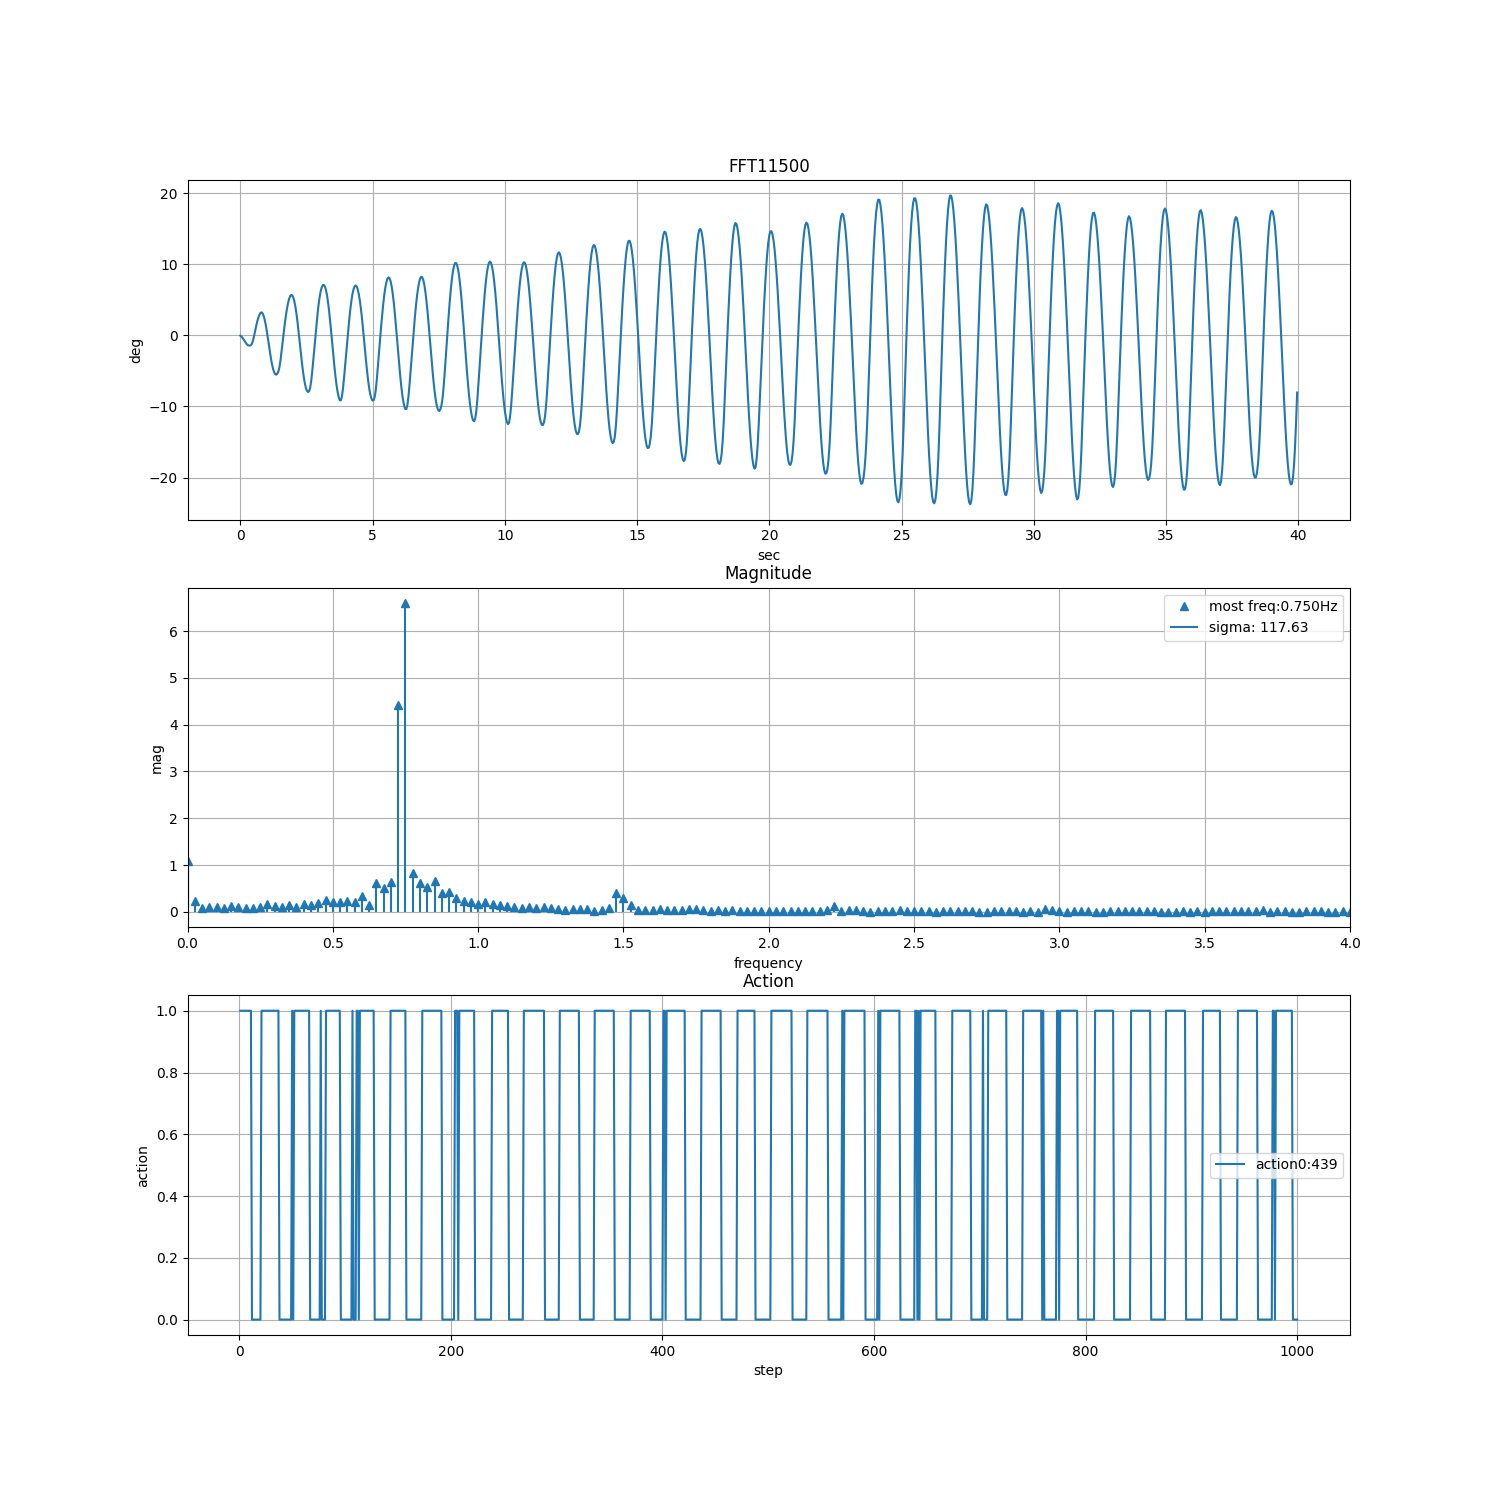 FFT11500
20
10
0
−10
−20
deg
0 5 10 15 20 25 30 35 40
sec
Magnitude
most freq:0.750Hz
sigma: 117.63
6
5
4
3
2
1
0
mag
0.0 0.5 1.0 1.5 2.0 2.5 3.0 3.5 4.0
frequency
Action
1.0
0.8
0.6
0.4
0.2
0.0
action
action0:439
0 200 400 600 800 1000
step